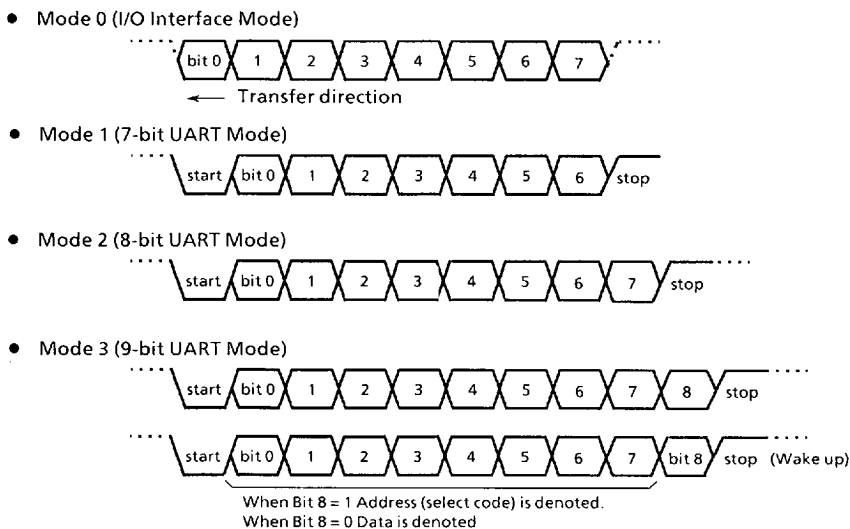 • Mode 0 (I/O Interface Mode)
bit 0 1 2 3 4 5 6 7
Transfer direction
• Mode 1 (7-bit UART Mode)
start bit 0 1 2 3 4 5 6 stop
• Mode 2 (8-bit UART Mode)
start bit 0 1 2 3 4 5 6 7 stop
• Mode 3 (9-bit UART Mode)
start bit 0 1 2 3 4 5 6 7 8 stop
start bit 0 1 2 3 4 5 6 7 bit 8 stop (Wake up)
When Bit 8 = 1 Address (select code) is denoted.
When Bit 8 = 0 Data is denoted